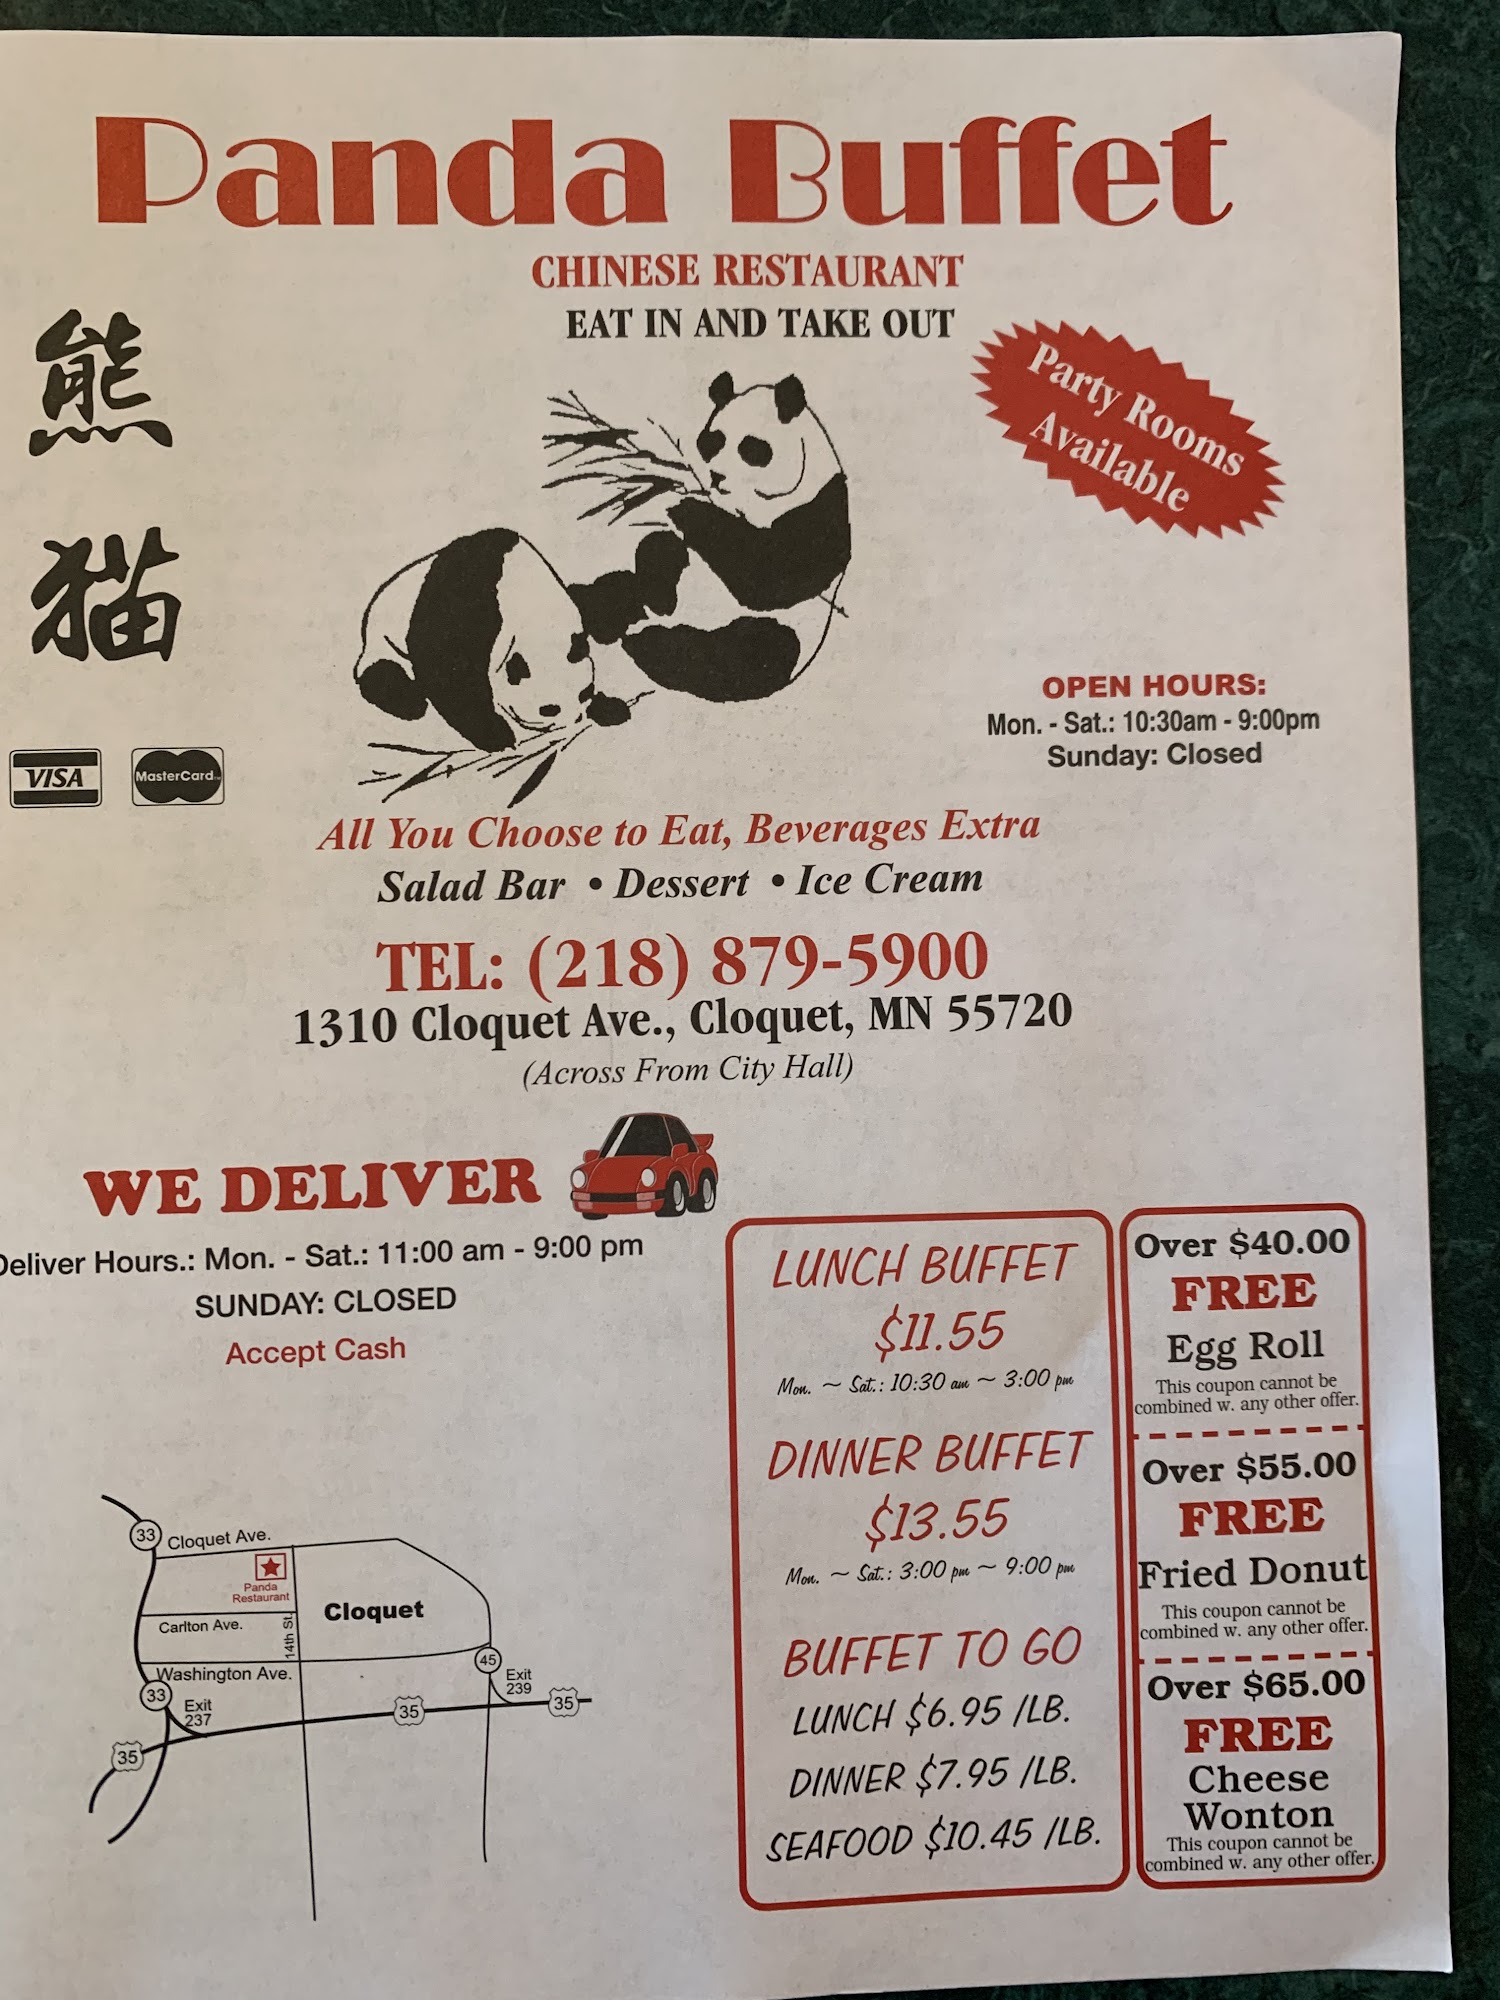 Panda Buffet
CHINESE RESTAURANT
EAT IN AND TAKE OUT
熊
猫
Party Rooms
Available
OPEN HOURS:
Mon. - Sat.: 10:30am - 9:00pm
Sunday: Closed
VISA
MasterCard
All You Choose to Eat, Beverages Extra
Salad Bar • Dessert • Ice Cream
TEL: (218) 879-5900
1310 Cloquet Ave., Cloquet, MN 55720
(Across From City Hall)
WE DELIVER
Deliver Hours.: Mon. - Sat.: 11:00 am - 9:00 pm
SUNDAY: CLOSED
Accept Cash
33
Cloquet Ave.
Panda
Restaurant
Cloquet
Carlton Ave.
14th St.
Washington Ave.
45
33
Exit
237
Exit
239
35
35
35
LUNCH BUFFET
$11.55
Mon. ~ Sat.: 10:30 am ~ 3:00 pm
DINNER BUFFET
$13.55
Mon. ~ Sat.: 3:00 pm ~ 9:00 pm
BUFFET TO GO
LUNCH $6.95 /LB.
DINNER $7.95 /LB.
SEAFOOD $10.45 /LB.
Over $40.00
FREE
Egg Roll
This coupon cannot be
combined w. any other offer.
Over $55.00
FREE
Fried Donut
This coupon cannot be
combined w. any other offer.
Over $65.00
FREE
Cheese
Wonton
This coupon cannot be
combined w. any other offer.